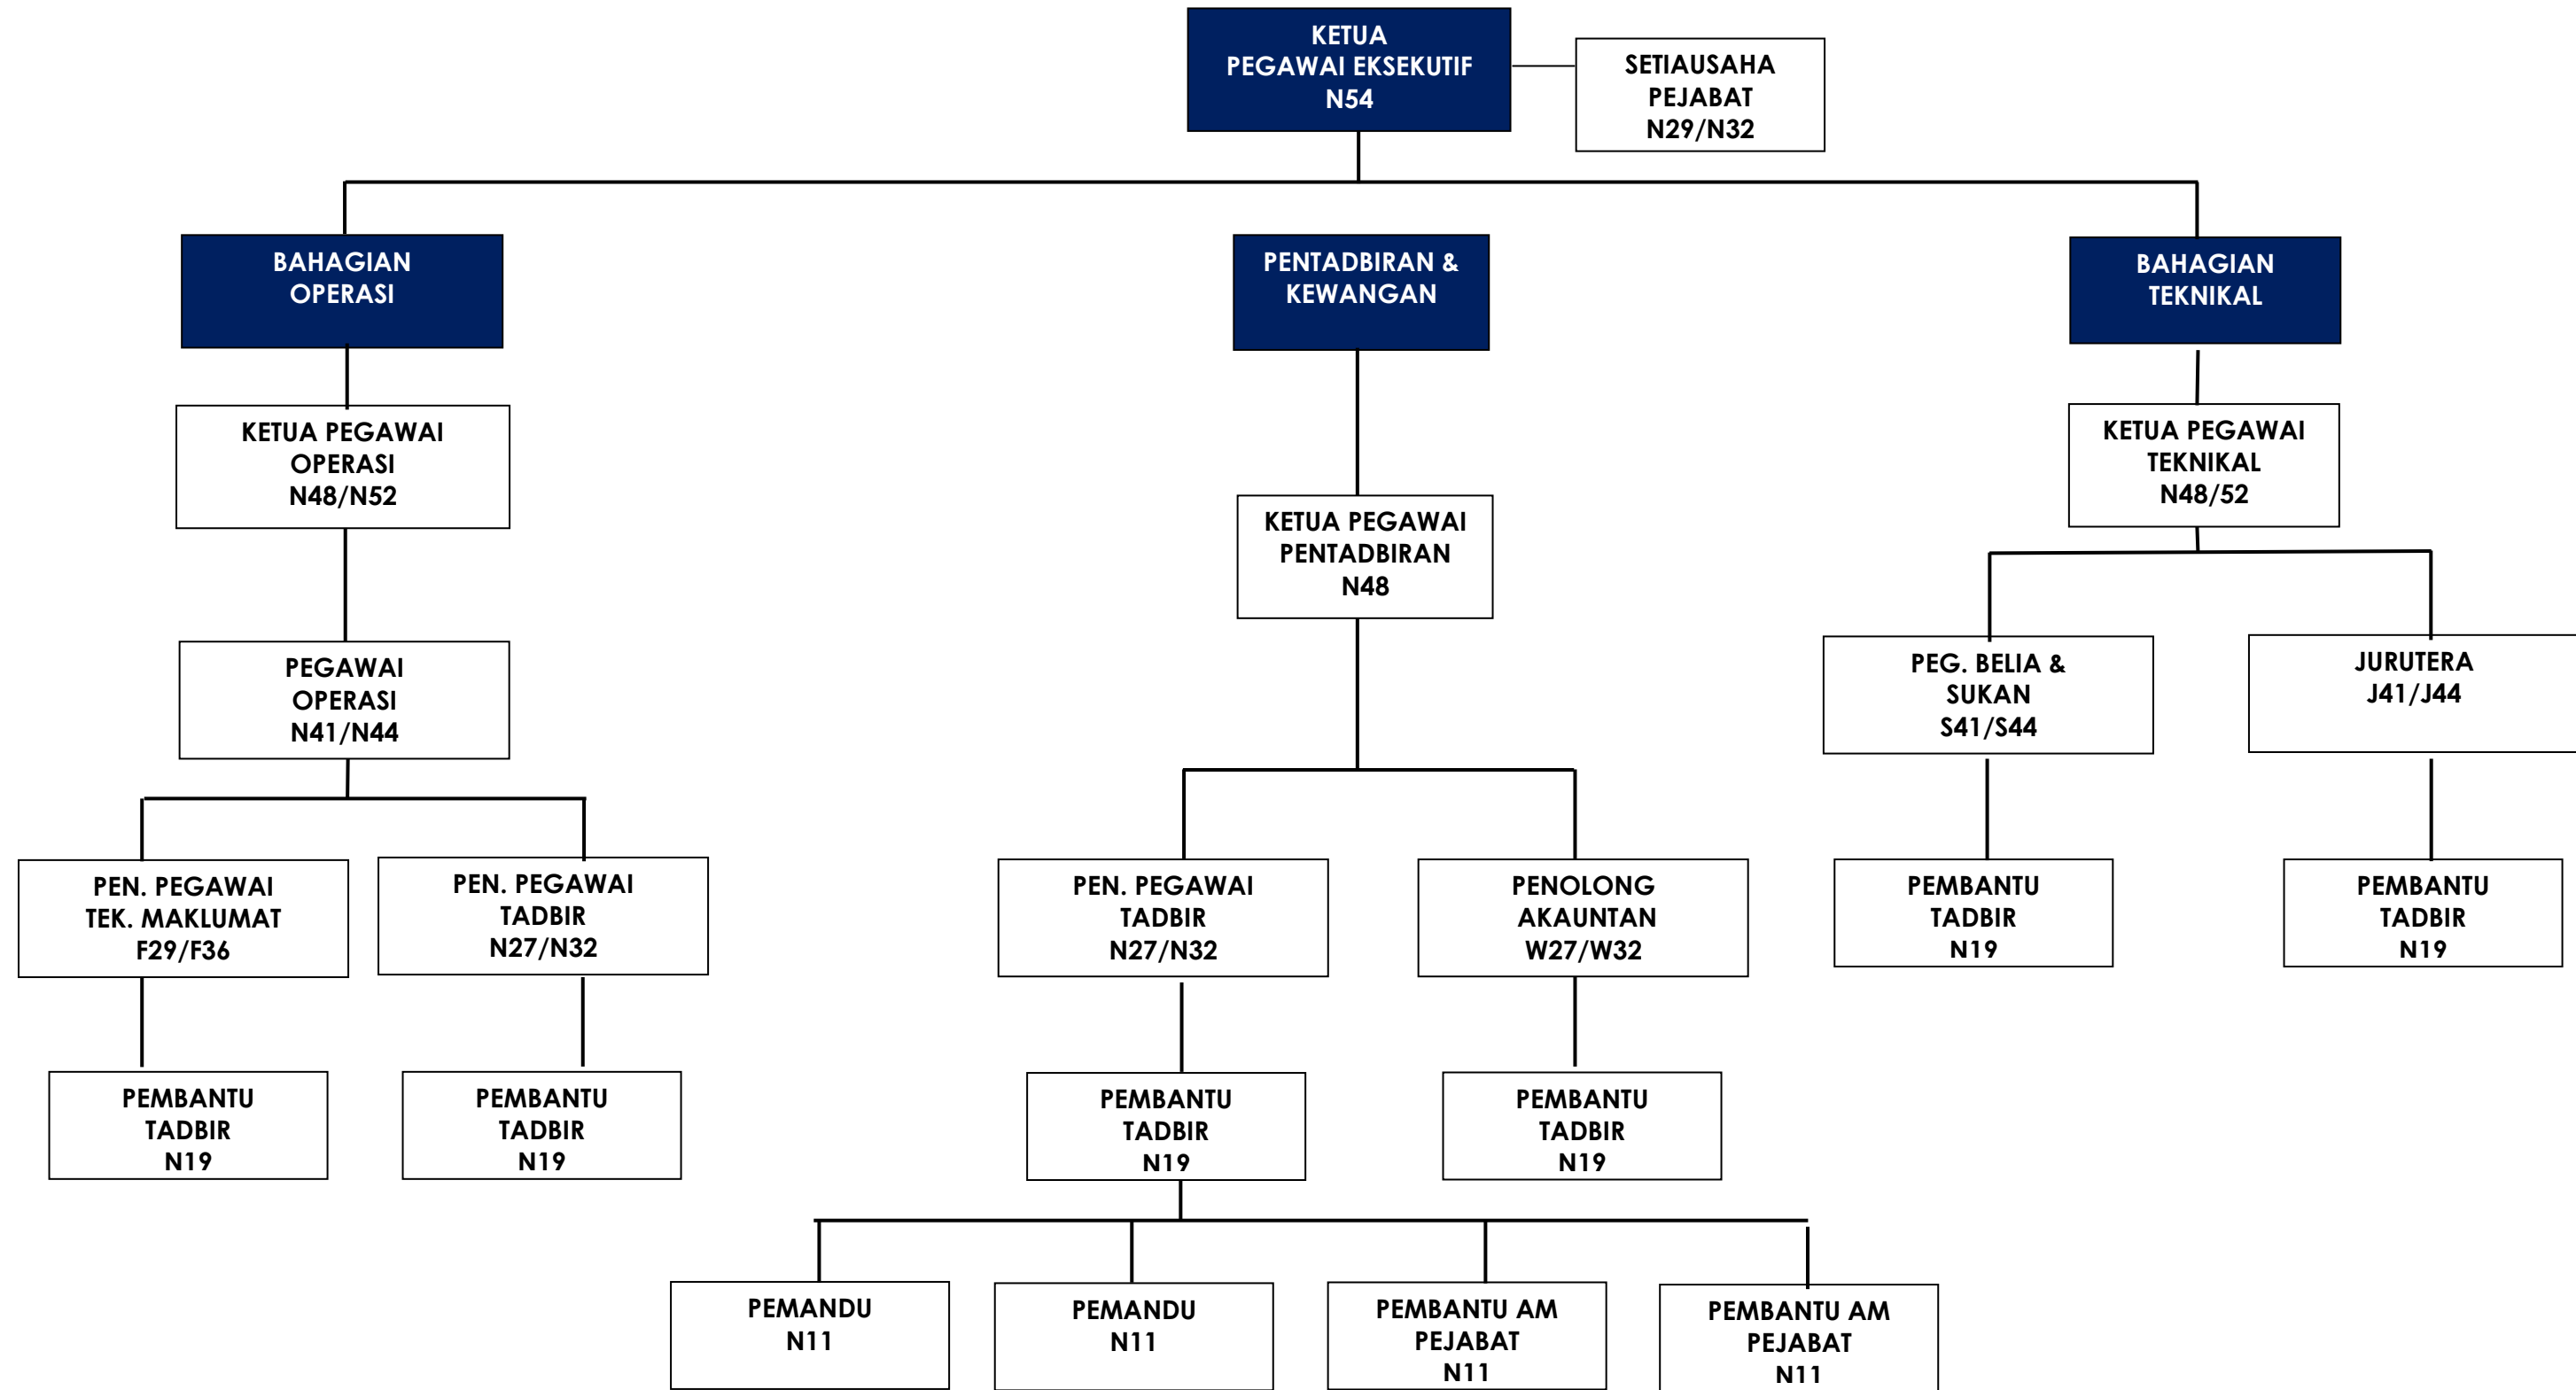 KETUA
PEGAWAI EKSEKUTIF
N54
SETIAUSAHA
PEJABAT
N29/N32
BAHAGIAN
OPERASI
PENTADBIRAN &
KEWANGAN
BAHAGIAN
TEKNIKAL
KETUA PEGAWAI
OPERASI
N48/N52
KETUA PEGAWAI
PENTADBIRAN
N48
KETUA PEGAWAI
TEKNIKAL
N48/52
PEGAWAI
OPERASI
N41/N44
PEG. BELIA &
SUKAN
S41/S44
JURUTERA
J41/J44
PEN. PEGAWAI
TEK. MAKLUMAT
F29/F36
PEN. PEGAWAI
TADBIR
N27/N32
PEN. PEGAWAI
TADBIR
N27/N32
PENOLONG
AKAUNTAN
W27/W32
PEMBANTU
TADBIR
N19
PEMBANTU
TADBIR
N19
PEMBANTU
TADBIR
N19
PEMBANTU
TADBIR
N19
PEMBANTU
TADBIR
N19
PEMBANTU
TADBIR
N19
PEMANDU
N11
PEMANDU
N11
PEMBANTU AM
PEJABAT
N11
PEMBANTU AM
PEJABAT
N11